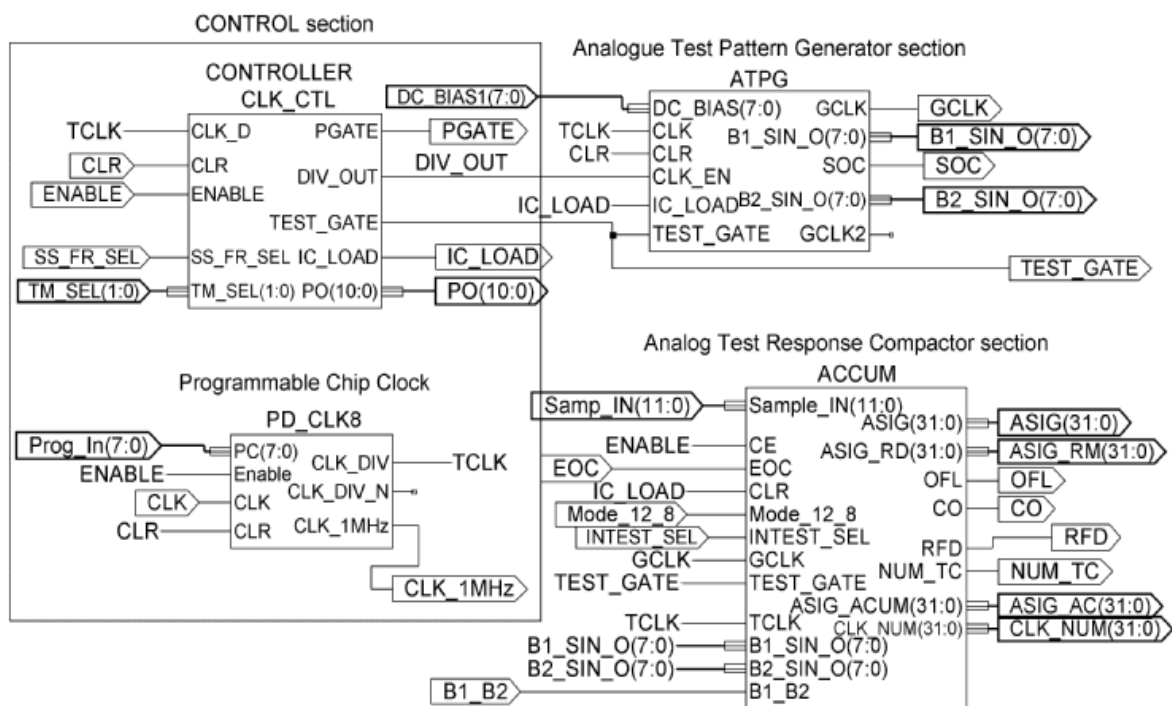 CONTROL section
CONTROLLER
CLK_CTL
TCLK
CLK_D
PGATE
PGATE
CLR
CLR
DIV_OUT
ENABLE
ENABLE
DIV_OUT
TEST_GATE
SS_FR_SEL
SS_FR_SEL
IC_LOAD
IC_LOAD
TM_SEL(1:0)
TM_SEL(1:0)
PO(10:0)
PO(10:0)
Programmable Chip Clock
PD_CLK8
Prog_In(7:0)
PC(7:0)
CLK_DIV
TCLK
ENABLE
Enable
CLK_DIV_N
CLK
CLK
CLR
CLR
CLK_1MHz
CLK_1MHz
Analogue Test Pattern Generator section
ATPG
DC_BIAS1(7:0)
DC_BIAS(7:0)
GCLK
GCLK
TCLK
CLK
B1_SIN_O(7:0)
B1_SIN_O(7:0)
CLR
CLR
SOC
SOC
CLK_EN
IC_LOAD
IC_LOAD
B2_SIN_O(7:0)
B2_SIN_O(7:0)
TEST_GATE
GCLK2
TEST_GATE
Analog Test Response Compactor section
ACCUM
Samp_IN(11:0)
Sample_IN(11:0)
ASIG(31:0)
ASIG(31:0)
ENABLE
CE
ASIG_RD(31:0)
ASIG_RM(31:0)
EOC
EOC
OFL
OFL
IC_LOAD
CLR
CO
CO
Mode_12_8
Mode_12_8
INTEST_SEL
INTEST_SEL
RFD
RFD
GCLK
GCLK
NUM_TC
NUM_TC
TEST_GATE
TEST_GATE
ASIG_ACUM(31:0)
ASIG_AC(31:0)
TCLK
TCLK
CLK_NUM(31:0)
CLK_NUM(31:0)
B1_SIN_O(7:0)
B1_SIN_O(7:0)
B2_SIN_O(7:0)
B2_SIN_O(7:0)
B1_B2
B1_B2